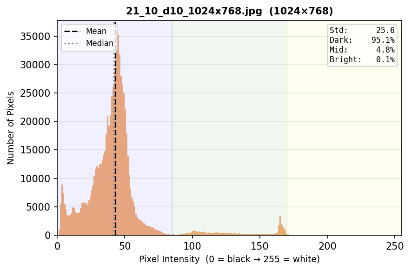 21_10_d10_1024x768.jpg  (1024×768)
Mean
Median
Std: 25.6
Dark: 95.1%
Mid: 4.8%
Bright: 0.1%
Number of Pixels
35000
30000
25000
20000
15000
10000
5000
0
0 50 100 150 200 250
Pixel Intensity  (0 = black → 255 = white)